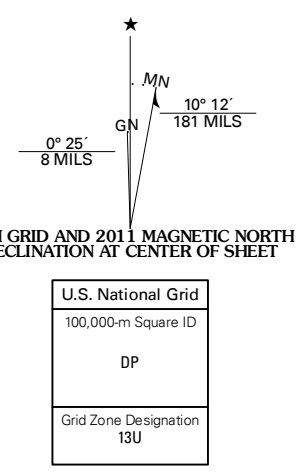 ★
MN
10° 12´
181 MILS
GN
0° 25´
8 MILS
GRID AND 2011 MAGNETIC NORTH
ECLINATION AT CENTER OF SHEET
U.S. National Grid
100,000-m Square ID
DP
Grid Zone Designation
13U